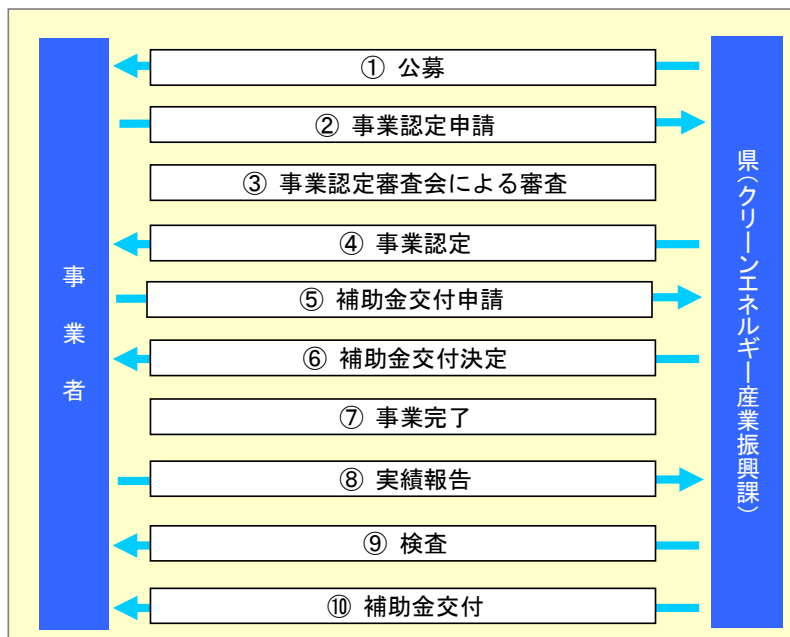 事業者
① 公募
② 事業認定申請
③ 事業認定審査会による審査
④ 事業認定
⑤ 補助金交付申請
⑥ 補助金交付決定
⑦ 事業完了
⑧ 実績報告
⑨ 検査
⑩ 補助金交付
県（クリーンエネルギー産業振興課）